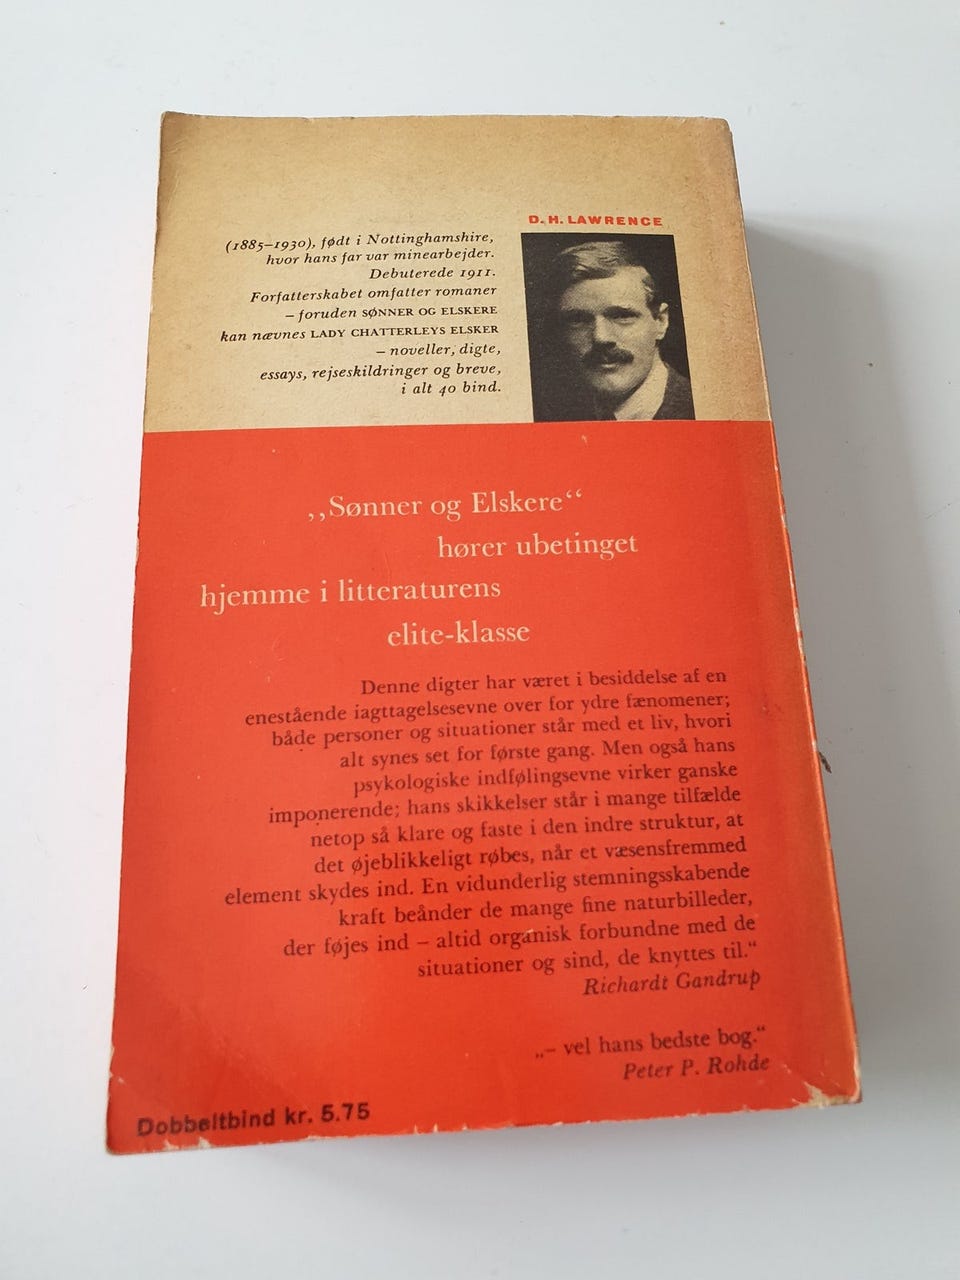 D. H. LAWRENCE
(1885–1930), født i Nottinghamshire,
hvor hans far var minearbejder.
Debuterede 1911.
Forfatterskabet omfatter romaner
– foruden SØNNER OG ELSKERE
kan nævnes LADY CHATTERLEYS ELSKER
– noveller, digte,
essays, rejseskildringer og breve,
i alt 40 bind.
,,Sønner og Elskere“
hører ubetinget
hjemme i litteraturens
elite-klasse
Denne digter har været i besiddelse af en
enestående iagttagelsesevne over for ydre fænomener;
både personer og situationer står med et liv, hvori
alt synes set for første gang. Men også hans
psykologiske indfølingsevne virker ganske
imponerende; hans skikkelser står i mange tilfælde
netop så klare og faste i den indre struktur, at
det øjeblikkeligt røbes, når et væsensfremmed
element skydes ind. En vidunderlig stemningsskabende
kraft beånder de mange fine naturbilleder,
der føjes ind – altid organisk forbundne med de
situationer og sind, de knyttes til.“
Richardt Gandrup
„– vel hans bedste bog.“
Peter P. Rohde
Dobbeltbind kr. 5.75